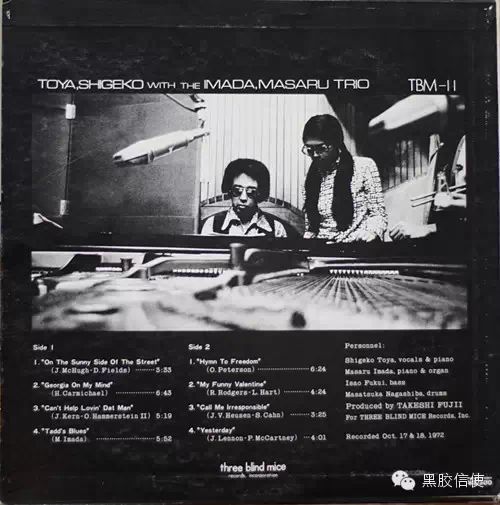 TOYA,SHIGEKO WITH THE IMADA,MASARU TRIO TBM-11
Side 1
1. "On The Sunny Side Of The Street"
(J.McHugh-D.Fields) 5:33
2. "Georgia On My Mind"
(H.Carmichael) 6:43
3. "Can't Help Lovin' Dat Man"
(J.Kern-O.Hammerstein II) 5:19
4. "Tadd's Blues"
(M.Imada) 5:52
Side 2
1. "Hymn To Freedom"
(O.Peterson) 6:24
2. "My Funny Valentine"
(R.Rodgers-L.Hart) 4:24
3. "Call Me Irresponsible"
(J.V.Heusen-S.Cahn) 3:25
4. "Yesterday"
(J.Lennon-P.McCartney) 4:01
Personnel:
Shigeko Toya, vocals & piano
Masaru Imada, piano & organ
Isao Fukui, bass
Masatsuka Nagashiba, drums
Produced by TAKESHI FUJII
For THREE BLIND MICE Records, Inc.
Recorded Oct. 17 & 18, 1972
three blind mice
records, incorporation
黑胶信使